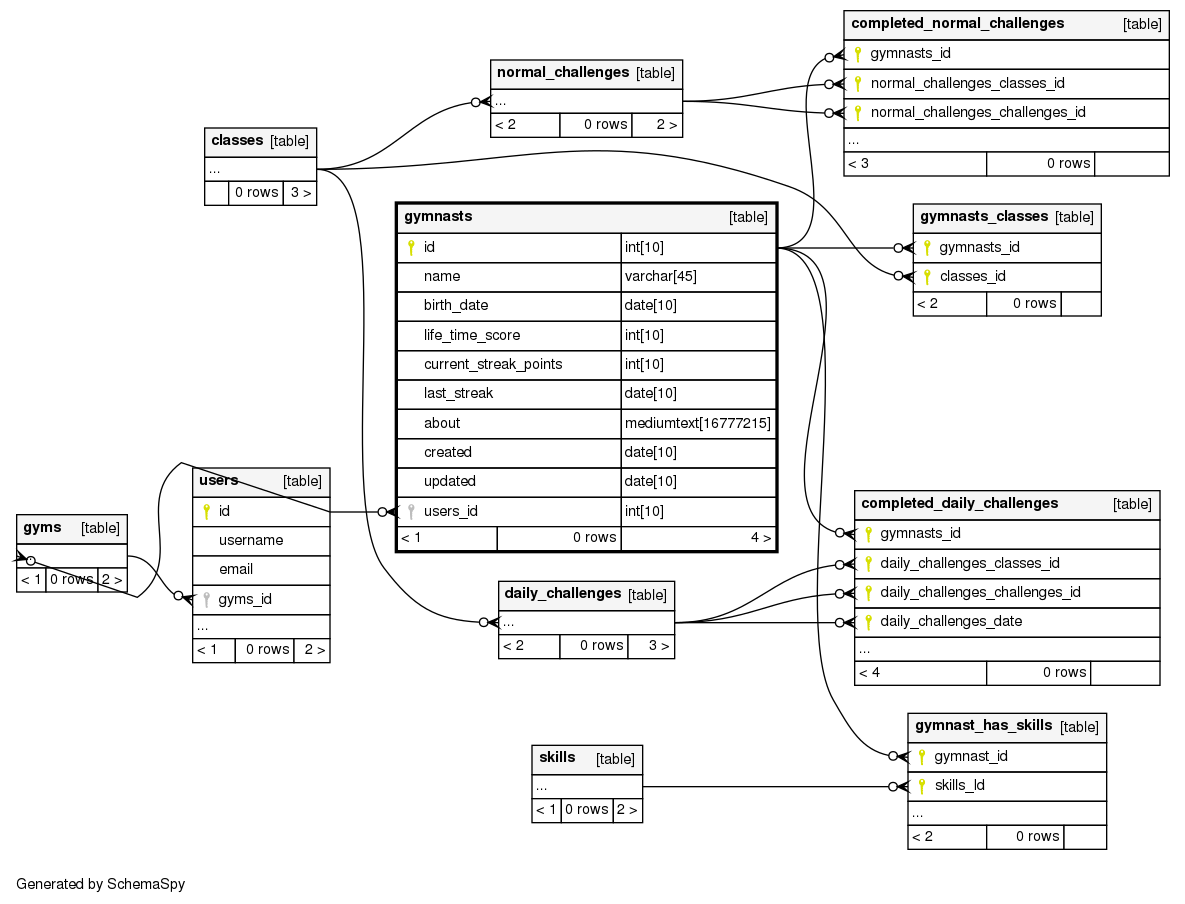 completed_normal_challenges [table]
gymnasts_id
normal_challenges_classes_id
normal_challenges_challenges_id
...
< 3 0 rows
normal_challenges [table]
...
< 2 0 rows 2 >
classes [table]
...
0 rows 3 >
gymnasts [table]
id int[10]
name varchar[45]
birth_date date[10]
life_time_score int[10]
current_streak_points int[10]
last_streak date[10]
about mediumtext[16777215]
created date[10]
updated date[10]
users_id int[10]
< 1 0 rows 4 >
gymnasts_classes [table]
gymnasts_id
classes_id
< 2 0 rows
users [table]
id
username
email
gyms_id
...
< 1 0 rows 2 >
gyms [table]
...
< 1 0 rows 2 >
completed_daily_challenges [table]
gymnasts_id
daily_challenges_classes_id
daily_challenges_challenges_id
daily_challenges_date
...
< 4 0 rows
daily_challenges [table]
...
< 2 0 rows 3 >
gymnast_has_skills [table]
gymnast_id
skills_Id
...
< 2 0 rows
skills [table]
...
< 1 0 rows 2 >
Generated by SchemaSpy